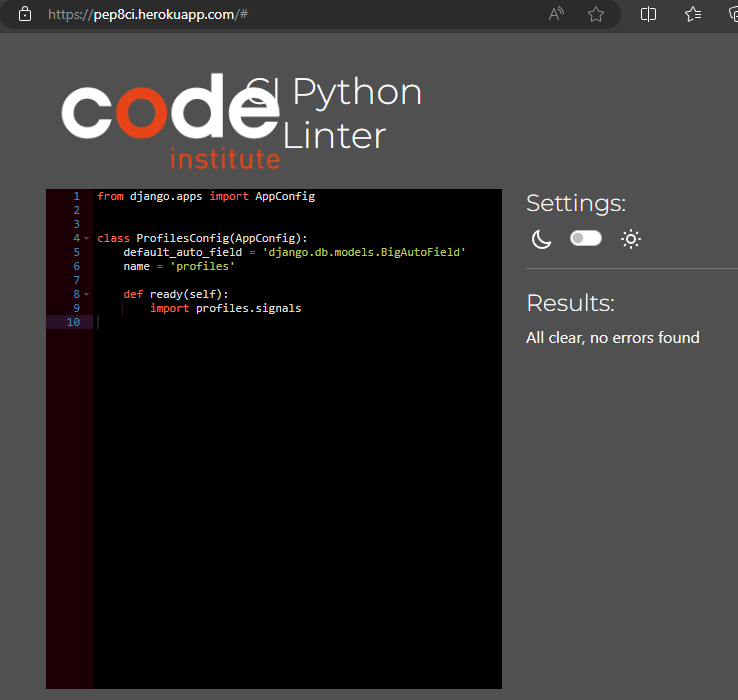 https://pep8ci.herokuapp.com/#
code
institute
CI Python
Linter
1 from django.apps import AppConfig
2
3
4 class ProfilesConfig(AppConfig):
5     default_auto_field = 'django.db.models.BigAutoField'
6     name = 'profiles'
7
8     def ready(self):
9         import profiles.signals
10
Settings:
Results:
All clear, no errors found